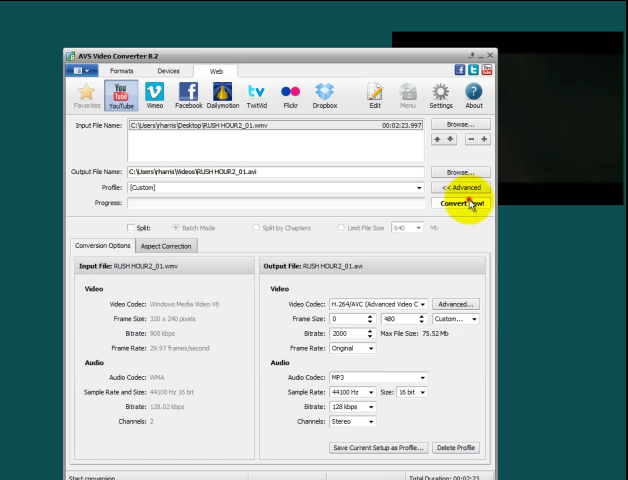 AVS Video Converter 8.2
Formats Devices Web
You Tube
Favorites YouTube Vimeo Facebook Dailymotion TwitVid Flickr Dropbox Edit Menu Settings About
Input File Name: C:\Users\rharris\Desktop\RUSH HOUR2_01.wmv 00:02:23.997 Browse...
Output File Name: C:\Users\rharris\Videos\RUSH HOUR2_01.avi Browse...
Profile: [Custom] << Advanced
Progress: Convert Now!
Split: Batch Mode Split by Chapters Limit File Size 640 Mb
Conversion Options Aspect Correction
Input File: RUSH HOUR2_01.wmv Output File: RUSH HOUR2_01.avi
Video Video
Video Codec: Windows Media Video V8 Video Codec: H.264/AVC (Advanced Video C Advanced...
Frame Size: 320 x 240 pixels Frame Size: 0 480 Custom...
Bitrate: 900 kbps Bitrate: 2000 Max File Size: 75.52 Mb
Frame Rate: 29.97 frames/second Frame Rate: Original
Audio Audio
Audio Codec: WMA Audio Codec: MP3
Sample Rate and Size: 44100 Hz 16 bit Sample Rate: 44100 Hz Size: 16 bit
Bitrate: 128.02 kbps Bitrate: 128 kbps
Channels: 2 Channels: Stereo
Save Current Setup as Profile... Delete Profile
Start conversion Total Duration: 00:02:23